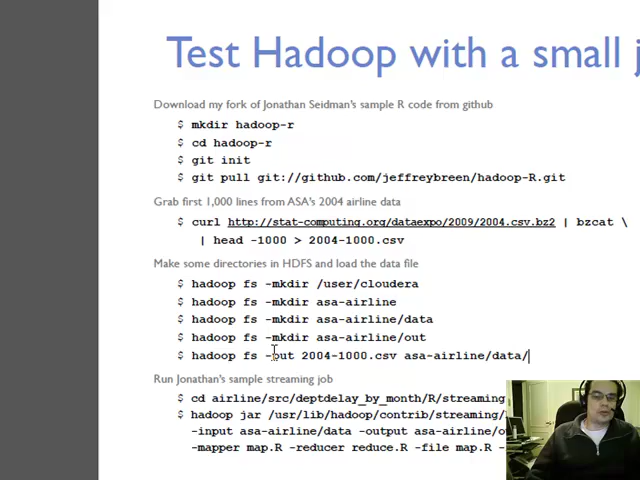 Test Hadoop with a small j
Download my fork of Jonathan Seidman's sample R code from github
$ mkdir hadoop-r
$ cd hadoop-r
$ git init
$ git pull git://github.com/jeffreybreen/hadoop-R.git
Grab first 1,000 lines from ASA's 2004 airline data
$ curl http://stat-computing.org/dataexpo/2009/2004.csv.bz2 | bzcat \
| head -1000 > 2004-1000.csv
Make some directories in HDFS and load the data file
$ hadoop fs -mkdir /user/cloudera
$ hadoop fs -mkdir asa-airline
$ hadoop fs -mkdir asa-airline/data
$ hadoop fs -mkdir asa-airline/out
$ hadoop fs -put 2004-1000.csv asa-airline/data/
Run Jonathan's sample streaming job
$ cd airline/src/deptdelay_by_month/R/streaming
$ hadoop jar /usr/lib/hadoop/contrib/streaming/
-input asa-airline/data -output asa-airline/o
-mapper map.R -reducer reduce.R -file map.R -